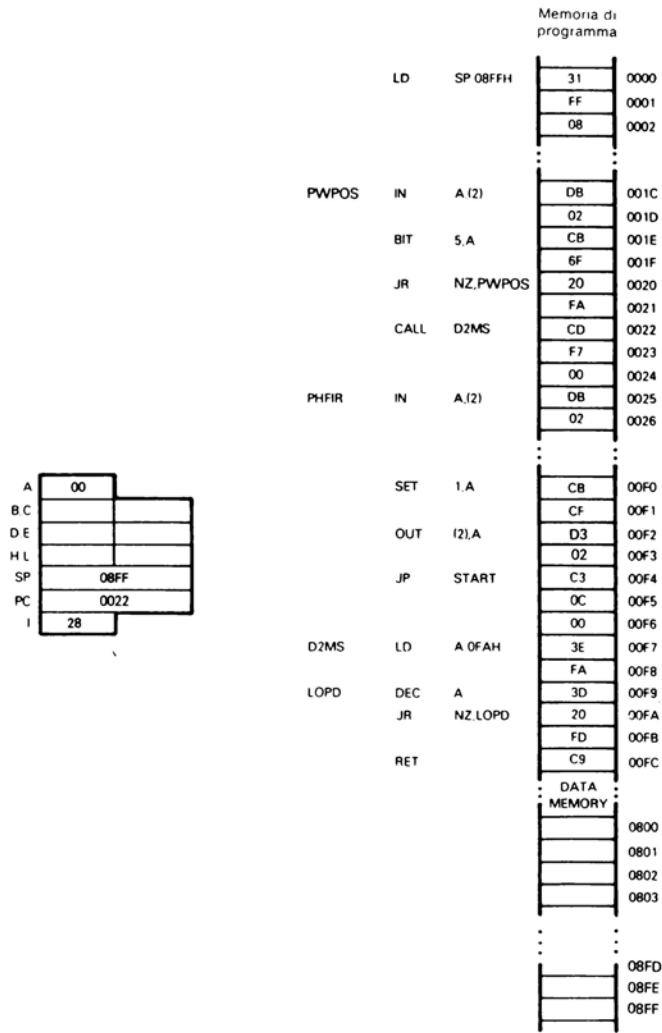 Memoria di
programma
LD SP 08FFH 31 0000
FF 0001
08 0002
PWPOS IN A (2) DB 001C
02 001D
BIT 5,A CB 001E
6F 001F
JR NZ,PWPOS 20 0020
FA 0021
CALL D2MS CD 0022
F7 0023
00 0024
PHFIR IN A,(2) DB 0025
02 0026
A 00 SET 1,A CB 00F0
B C CF 00F1
D E OUT (2),A D3 00F2
H L 02 00F3
SP 08FF JP START C3 00F4
PC 0022 0C 00F5
I 28 00 00F6
D2MS LD A 0FAH 3E 00F7
FA 00F8
LOPD DEC A 3D 00F9
JR NZ,LOPD 20 00FA
FD 00FB
RET C9 00FC
DATA
MEMORY
0800
0801
0802
0803
08FD
08FE
08FF